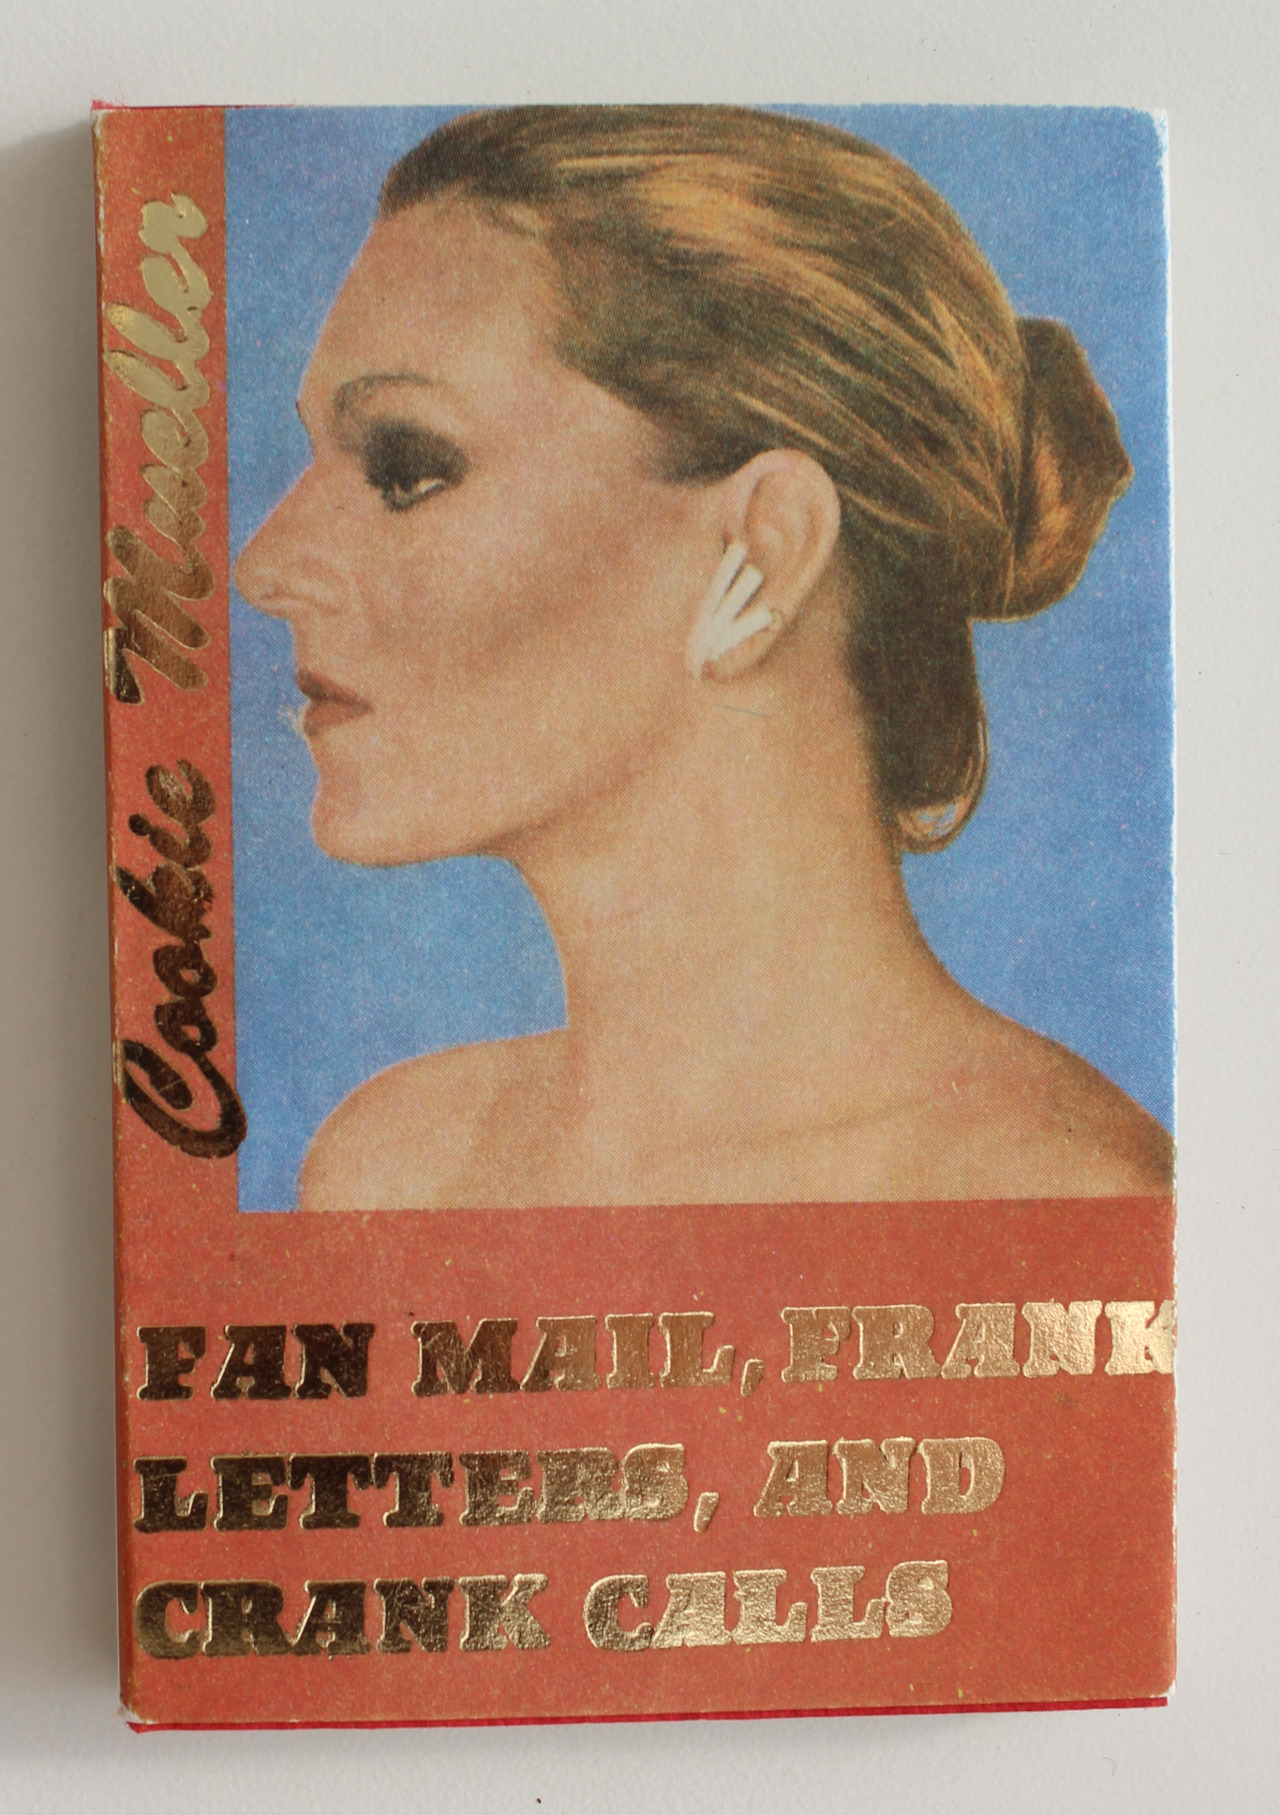 Cookie Mueller
FAN MAIL, FRANK
LETTERS, AND
CRANK CALLS